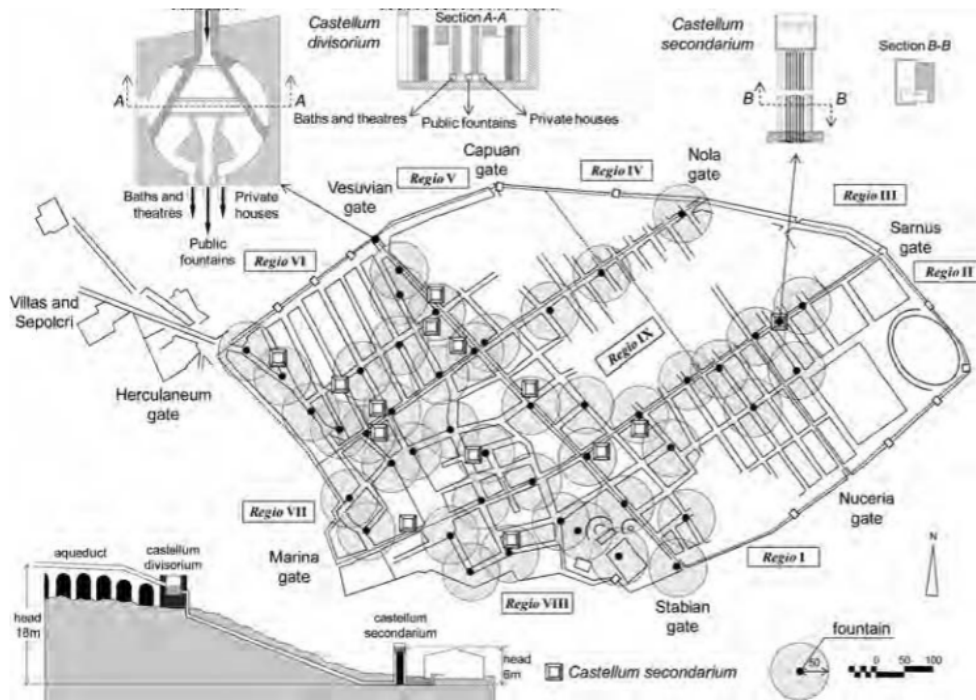 Castellum
divisorium
Section A-A
Castellum
secondarium
Section B-B
A
A
B
B
Baths and theatres
Public fountains
Private houses
Capuan
gate
Nola
gate
Regio V
Regio IV
Vesuvian
gate
Regio III
Baths and
theatres
Private
houses
Public
fountains
Sarnus
gate
Regio VI
Regio II
Villas and
Sepolcri
Regio IX
Herculaneum
gate
Nuceria
gate
Regio VII
Marina
gate
Regio I
N
Regio VIII
Stabian
gate
aqueduct
castellum
divisorium
head
18m
castellum
secondarium
head
6m
Castellum secondarium
fountain
50
50
0
50
100